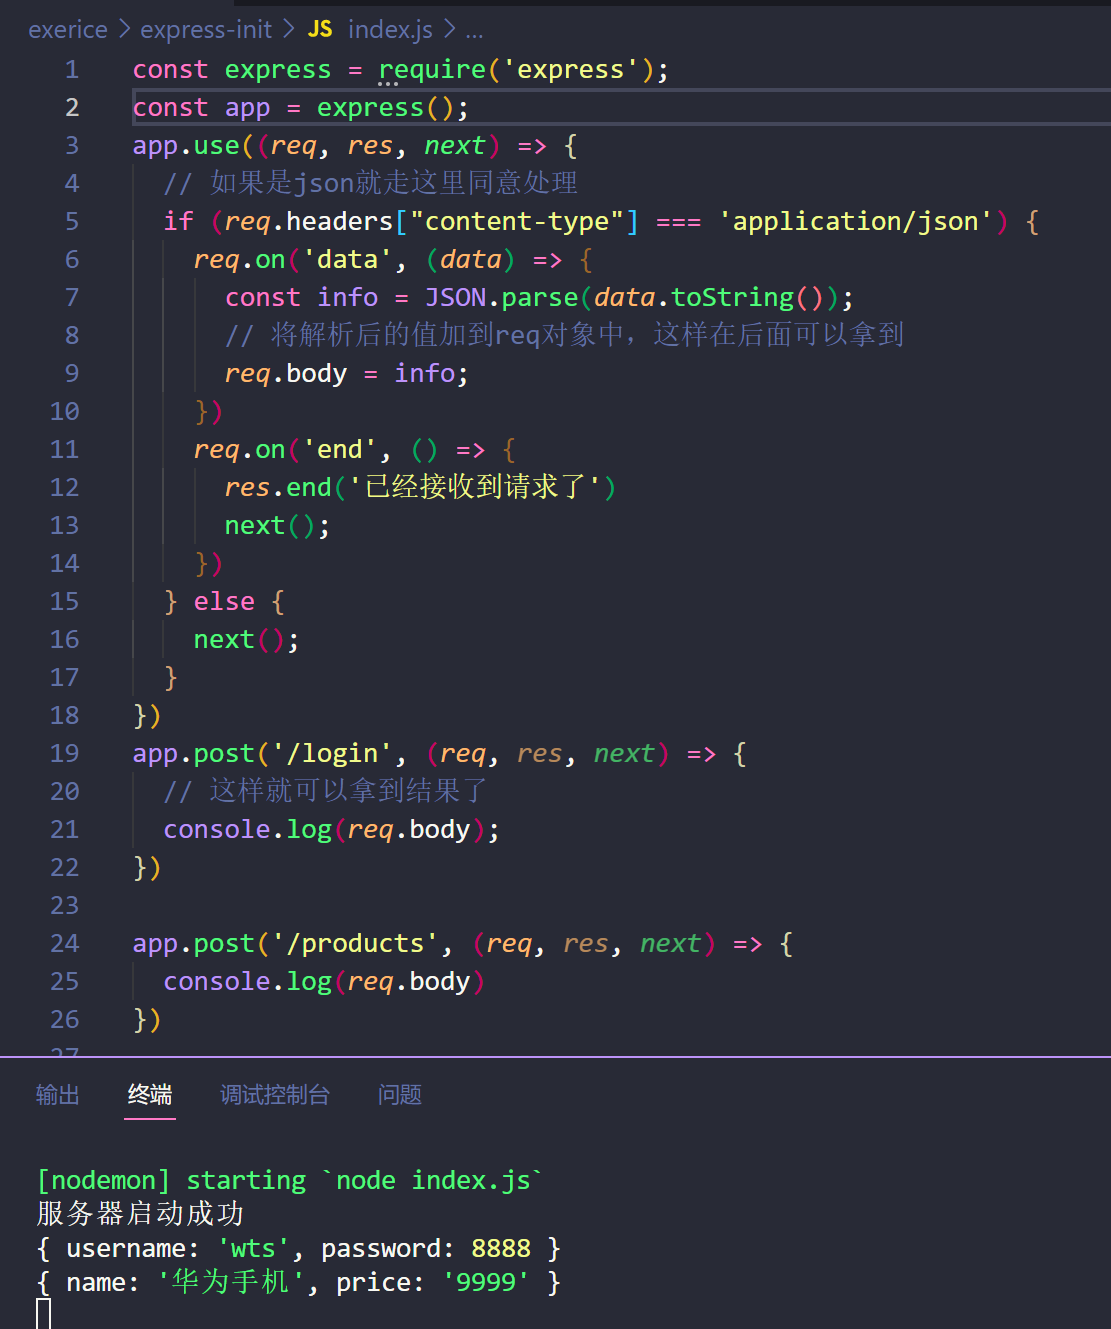 exerice > express-init > JS index.js > ...
1 const express = require('express');
2 const app = express();
3 app.use((req, res, next) => {
4 // 如果是json就走这里同意处理
5 if (req.headers["content-type"] === 'application/json') {
6 req.on('data', (data) => {
7 const info = JSON.parse(data.toString());
8 // 将解析后的值加到req对象中，这样在后面可以拿到
9 req.body = info;
10 })
11 req.on('end', () => {
12 res.end('已经接收到请求了')
13 next();
14 })
15 } else {
16 next();
17 }
18 })
19 app.post('/login', (req, res, next) => {
20 // 这样就可以拿到结果了
21 console.log(req.body);
22 })
23
24 app.post('/products', (req, res, next) => {
25 console.log(req.body)
26 })
27
输出 终端 调试控制台 问题
[nodemon] starting `node index.js`
服务器启动成功
{ username: 'wts', password: 8888 }
{ name: '华为手机', price: '9999' }